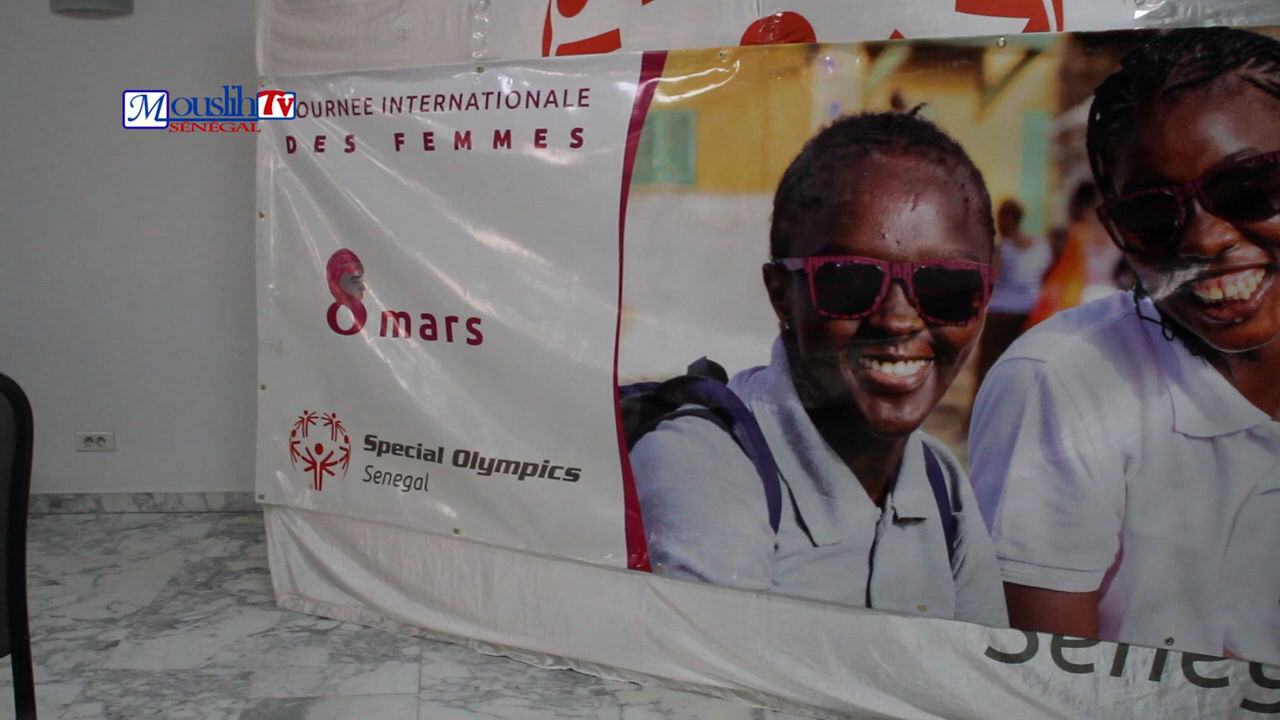 Mouslih Tv
SENEGAL
OURNEE INTERNATIONALE
DES FEMMES
8 mars
Special Olympics
Senegal
Seneg